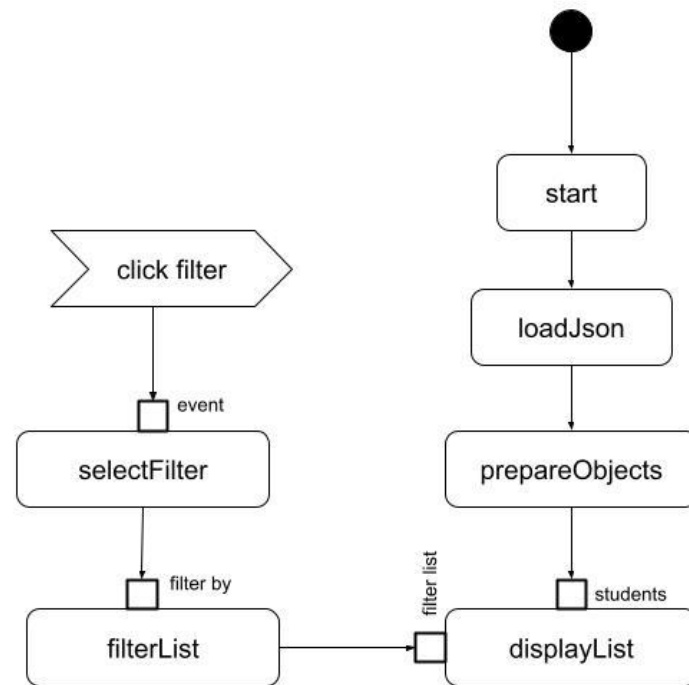 start
click filter
loadJson
event
selectFilter
prepareObjects
filter by
filter list
students
filterList
displayList